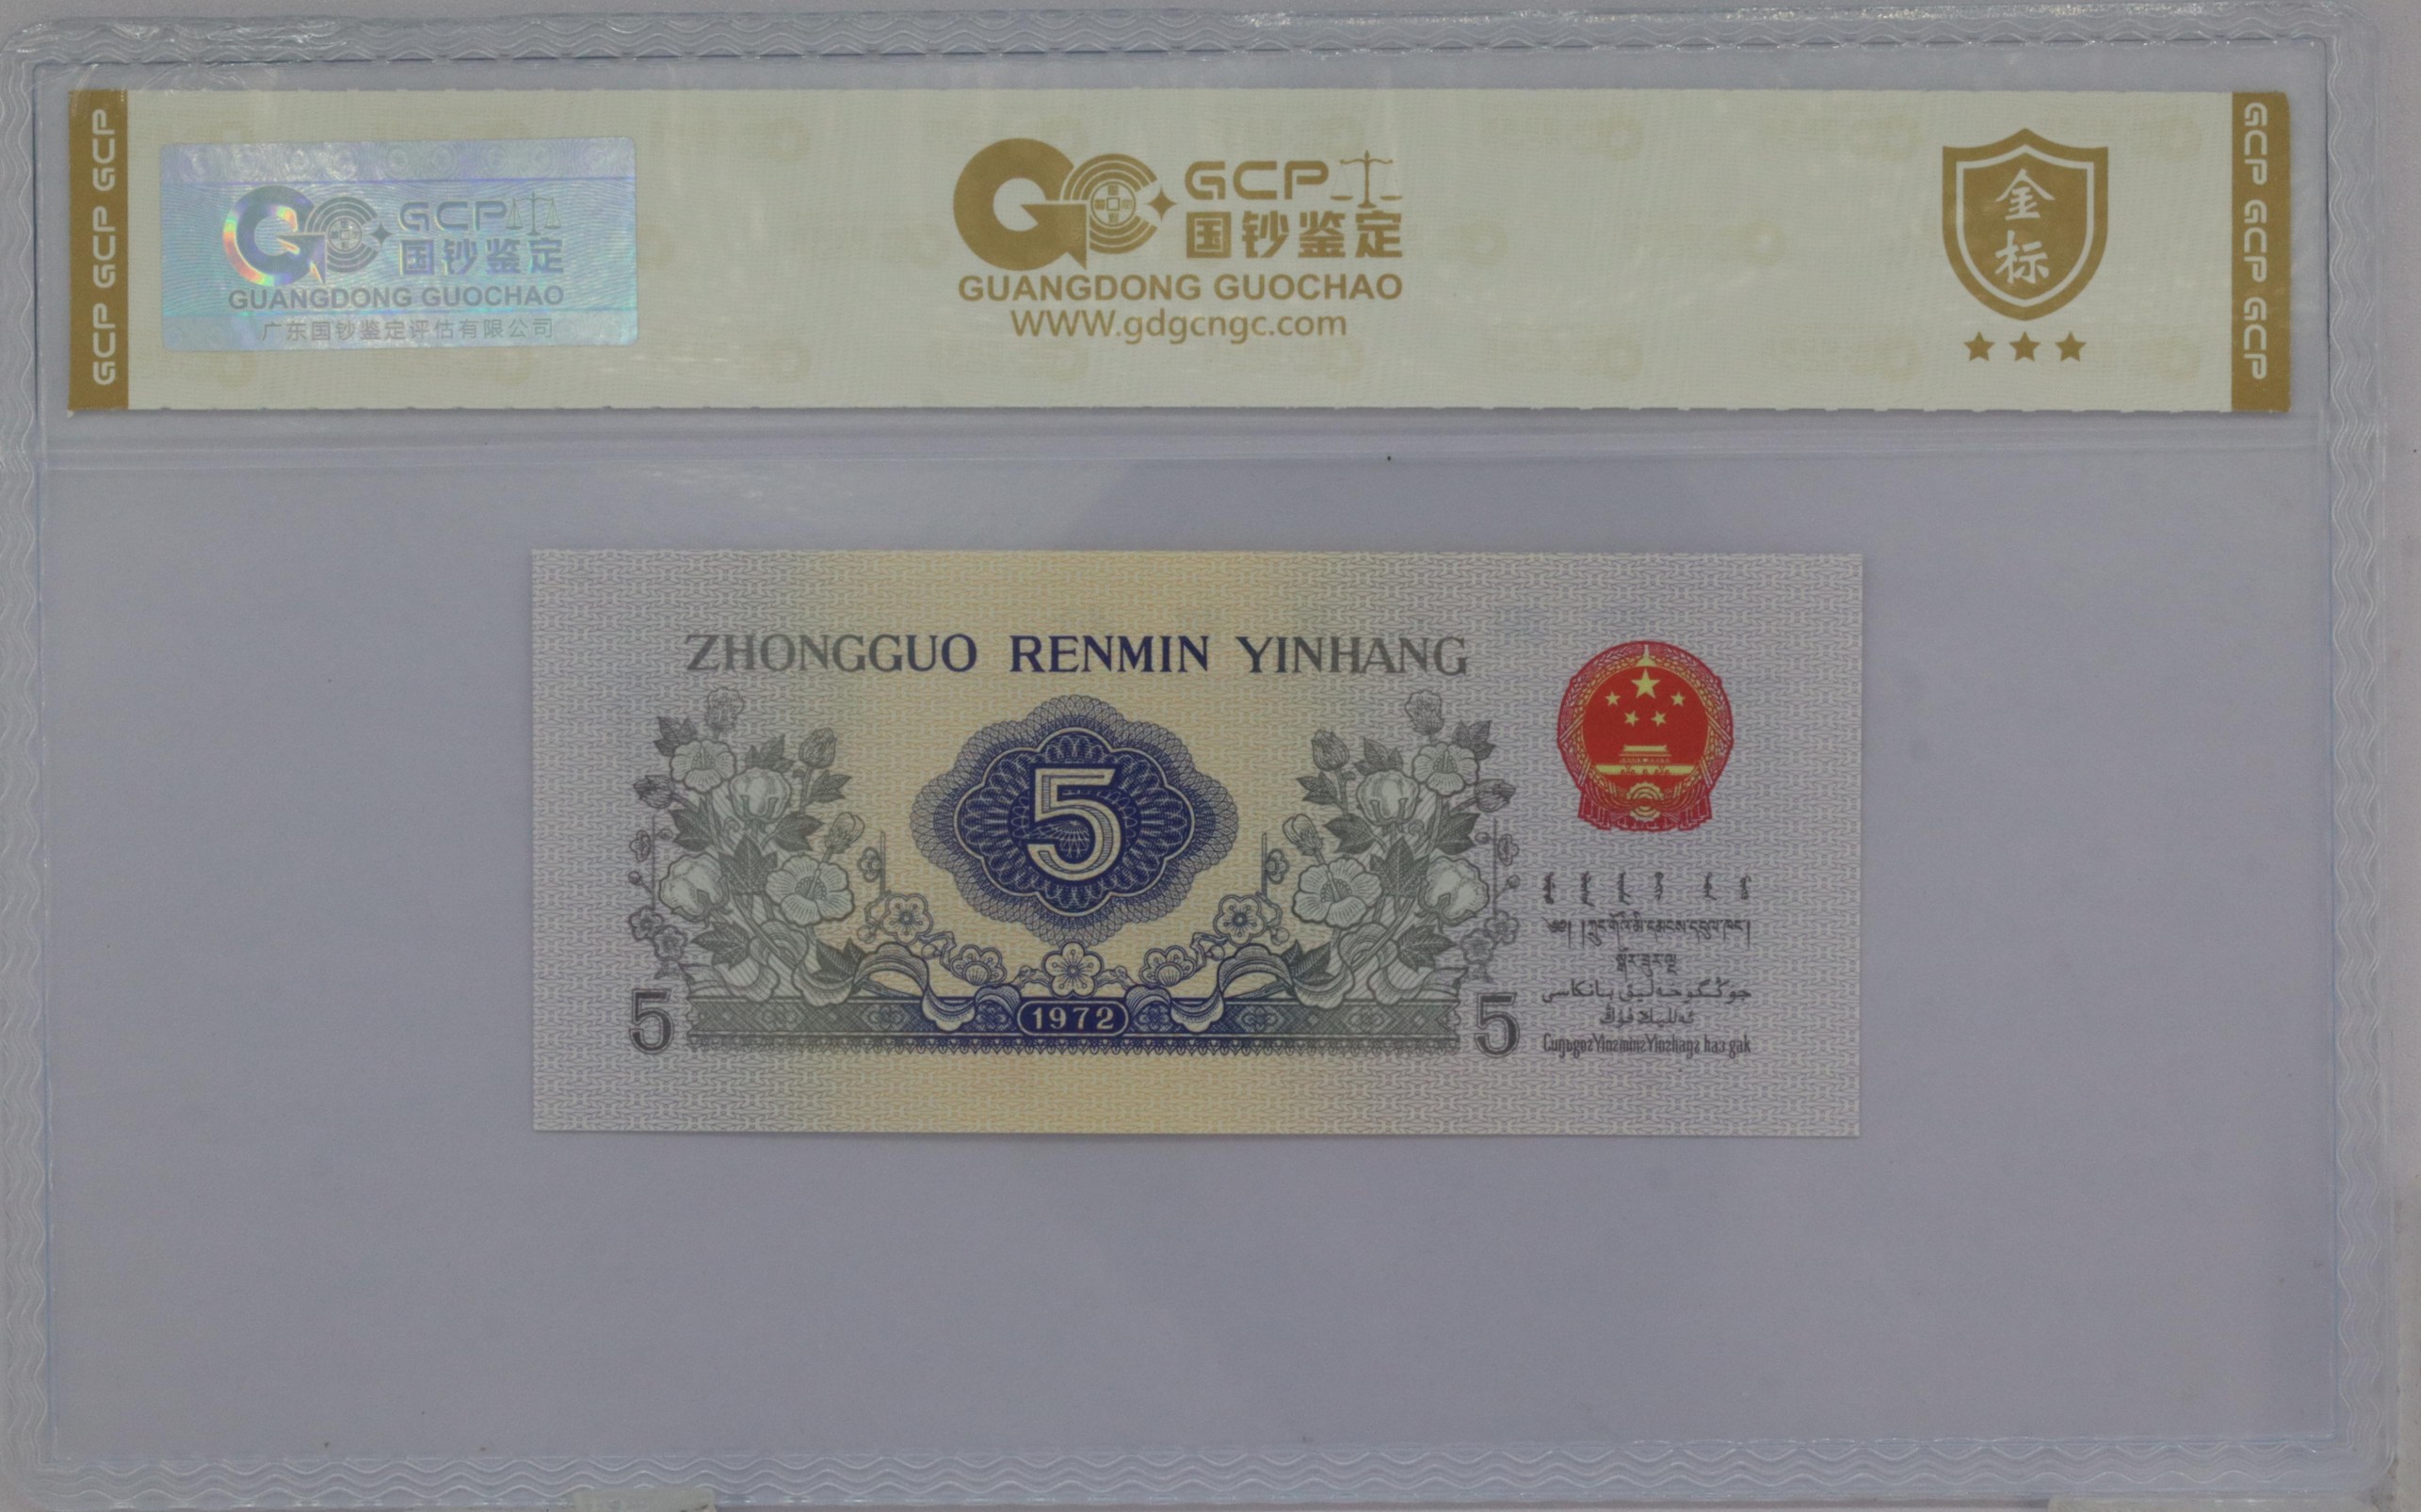 GCP GCP GCP
GCP
国钞鉴定
GUANGDONG GUOCHAO
广东国钞鉴定评估有限公司
GCP
国钞鉴定
GUANGDONG GUOCHAO
WWW.gdgcngc.com
金
标
GCP GCP GCP
ZHONGGUO RENMIN YINHANG
5
1972
5
5
جۇڭگوخەلىق بانكاسى